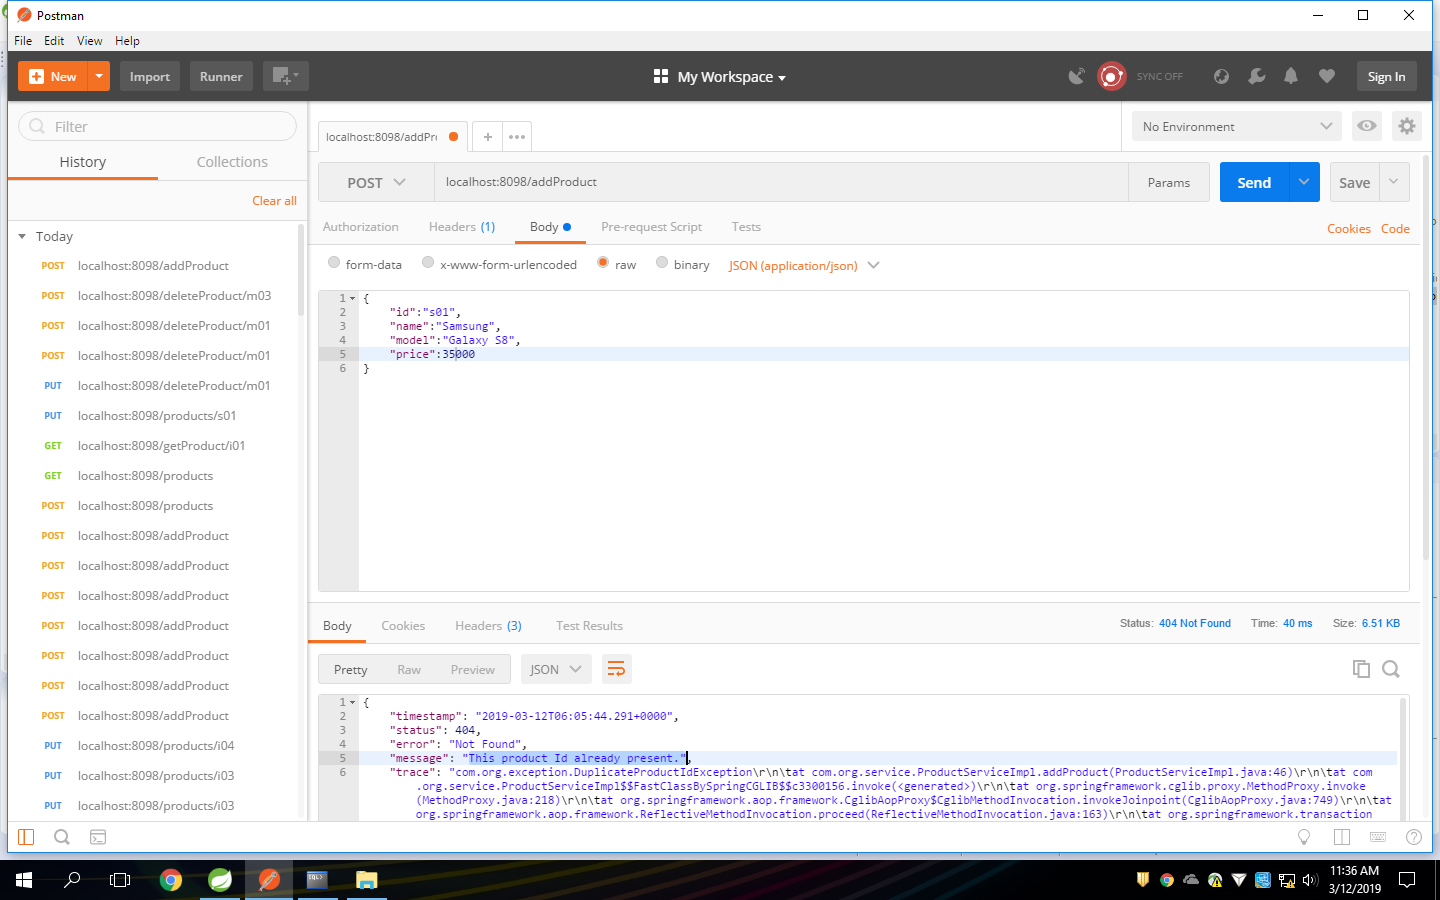 Postman
File Edit View Help
New
Import
Runner
My Workspace
SYNC OFF
Sign In
Filter
History
Collections
Clear all
Today
POST localhost:8098/addProduct
POST localhost:8098/deleteProduct/m03
POST localhost:8098/deleteProduct/m01
POST localhost:8098/deleteProduct/m01
PUT localhost:8098/deleteProduct/m01
PUT localhost:8098/products/s01
GET localhost:8098/getProduct/i01
GET localhost:8098/products
POST localhost:8098/products
POST localhost:8098/addProduct
POST localhost:8098/addProduct
POST localhost:8098/addProduct
POST localhost:8098/addProduct
POST localhost:8098/addProduct
POST localhost:8098/addProduct
POST localhost:8098/addProduct
PUT localhost:8098/products/i04
PUT localhost:8098/products/i03
PUT localhost:8098/products/i03
localhost:8098/addPr
No Environment
POST
localhost:8098/addProduct
Params
Send
Save
Authorization
Headers (1)
Body
Pre-request Script
Tests
Cookies Code
form-data
x-www-form-urlencoded
raw
binary
JSON (application/json)
1 {
2 "id":"s01",
3 "name":"Samsung",
4 "model":"Galaxy S8",
5 "price":35000
6 }
Body
Cookies
Headers (3)
Test Results
Status: 404 Not Found
Time: 40 ms
Size: 6.51 KB
Pretty
Raw
Preview
JSON
1 {
2 "timestamp": "2019-03-12T06:05:44.291+0000",
3 "status": 404,
4 "error": "Not Found",
5 "message": "This product Id already present.",
6 "trace": "com.org.exception.DuplicateProductIdException\r\n\tat com.org.service.ProductServiceImpl.addProduct(ProductServiceImpl.java:46)\r\n\tat com
.org.service.ProductServiceImpl$$FastClassBySpringCGLIB$$c3300156.invoke(<generated>)\r\n\tat org.springframework.cglib.proxy.MethodProxy.invoke
(MethodProxy.java:218)\r\n\tat org.springframework.aop.framework.CglibAopProxy$CglibMethodInvocation.invokeJoinpoint(CglibAopProxy.java:749)\r\n\tat
org.springframework.aop.framework.ReflectiveMethodInvocation.proceed(ReflectiveMethodInvocation.java:163)\r\n\tat org.springframework.transaction
SQL>
11:36 AM
3/12/2019